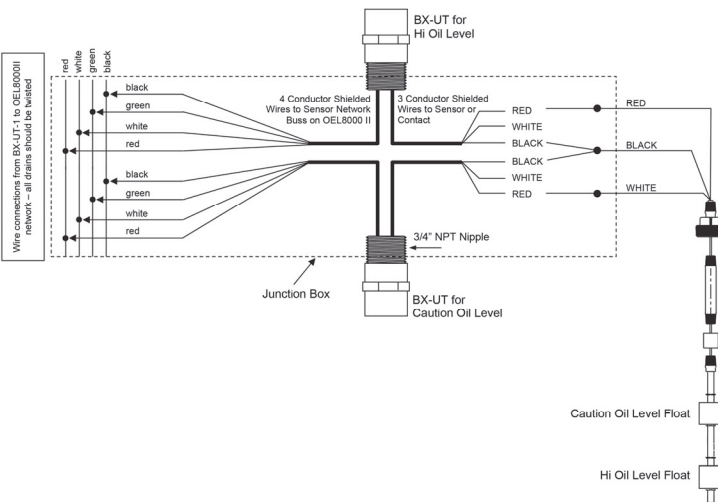 BX-UT for
Hi Oil Level
Wire connections from BX-UT-1 to OEL8000II
network – all drains should be twisted
red
white
green
black
black
green
white
red
black
green
white
red
4 Conductor Shielded
Wires to Sensor Network
Buss on OEL8000 II
3 Conductor Shielded
Wires to Sensor or
Contact
RED
WHITE
BLACK
BLACK
WHITE
RED
RED
BLACK
WHITE
3/4" NPT Nipple
Junction Box
BX-UT for
Caution Oil Level
Caution Oil Level Float
Hi Oil Level Float